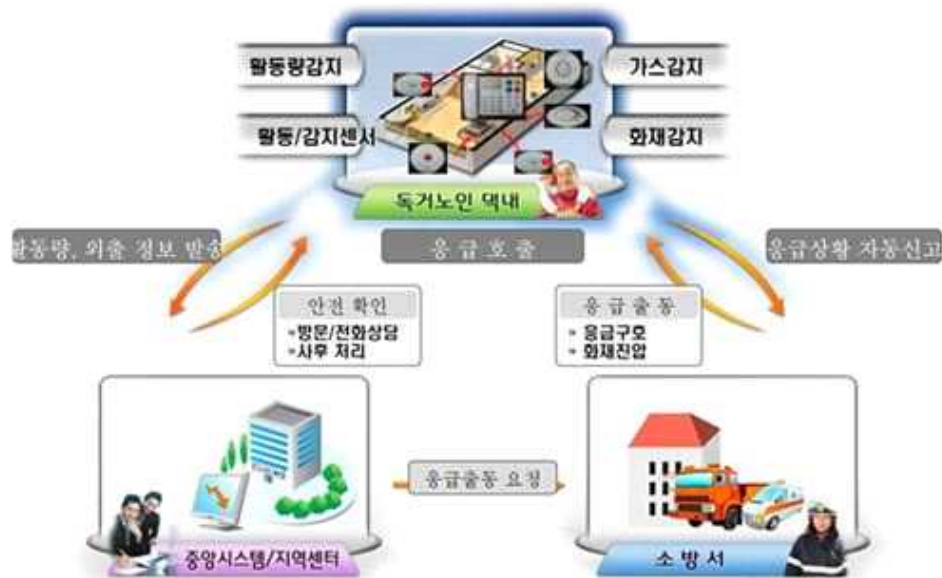 활동량감지
가스감지
활동/감지센서
화재감지
독거노인 댁내
활동량, 외출 정보 발송
응급호출
응급상황 자동신고
안전 확인
»방문/전화상담
»사후 처리
응급출동
» 응급구호
» 화재진압
응급출동 요청
중앙시스템/지역센터
소방서